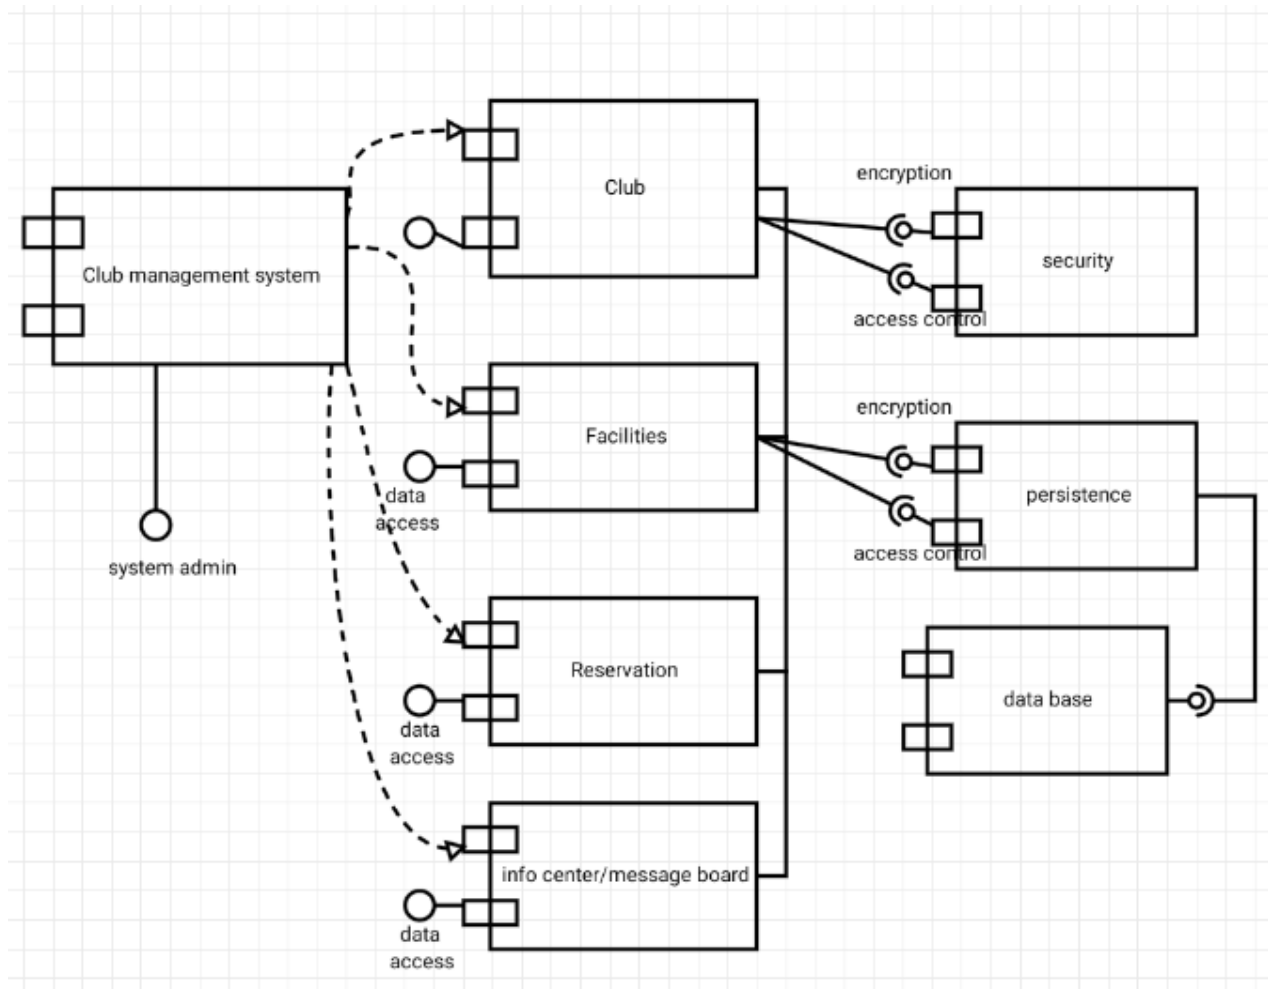 Club
encryption
Club management system
security
access control
encryption
Facilities
data
access
persistence
access control
system admin
Reservation
data base
data
access
info center/message board
data
access